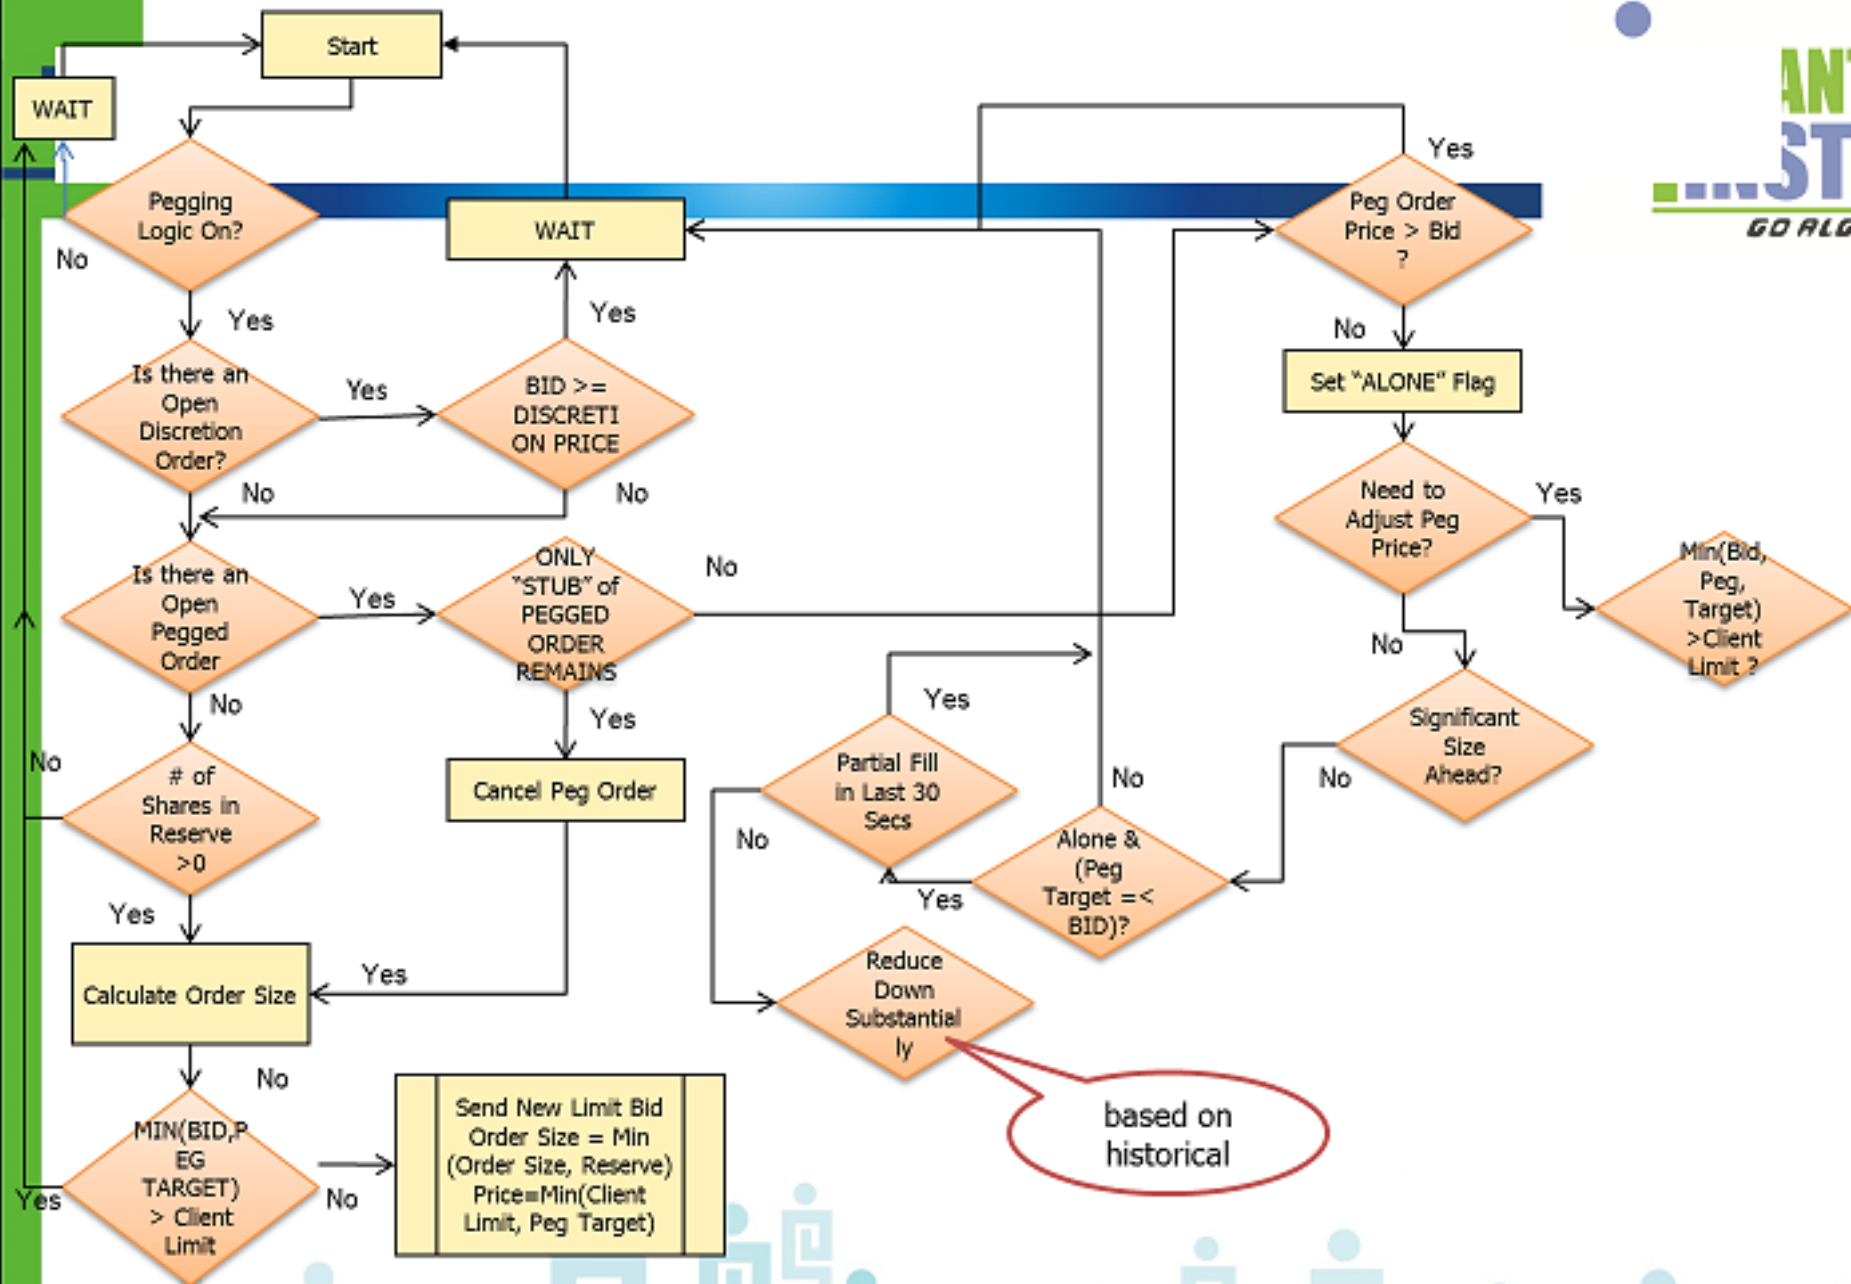 Start
WAIT
Pegging
Logic On?
No
Yes
WAIT
Yes
Is there an
Open
Discretion
Order?
Yes
BID >=
DISCRETI
ON PRICE
No
No
Is there an
Open
Pegged
Order
Yes
ONLY
"STUB" of
PEGGED
ORDER
REMAINS
No
No
Yes
No
# of
Shares in
Reserve
>0
Cancel Peg Order
Yes
Calculate Order Size
Yes
No
MIN(BID,P
EG
TARGET)
> Client
Limit
Yes
No
Send New Limit Bid
Order Size = Min
(Order Size, Reserve)
Price=Min(Client
Limit, Peg Target)
Yes
Peg Order
Price > Bid
?
No
Set "ALONE" Flag
Need to
Adjust Peg
Price?
Yes
Min(Bid,
Peg,
Target)
>Client
Limit ?
No
Significant
Size
Ahead?
No
Alone &
(Peg
Target =<
BID)?
No
Yes
Partial Fill
in Last 30
Secs
Yes
No
Reduce
Down
Substantial
ly
based on
historical
ANT
ST
GO ALG